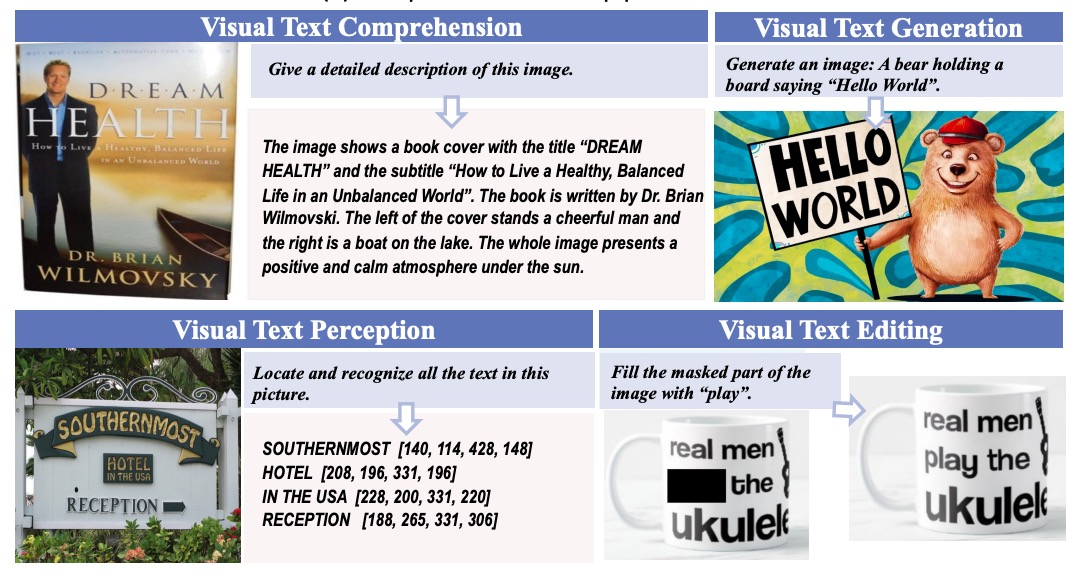 Visual Text Comprehension
Give a detailed description of this image.
D·R·E·A·M
HEALTH
How to Live a Healthy, Balanced Life
in an Unbalanced World
DR. BRIAN
WILMOVSKY
The image shows a book cover with the title “DREAM
HEALTH” and the subtitle “How to Live a Healthy, Balanced
Life in an Unbalanced World”. The book is written by Dr. Brian
Wilmovski. The left of the cover stands a cheerful man and
the right is a boat on the lake. The whole image presents a
positive and calm atmosphere under the sun.
Visual Text Generation
Generate an image: A bear holding a
board saying “Hello World”.
HELLO
WORLD
Visual Text Perception
Locate and recognize all the text in this
picture.
SOUTHERNMOST
HOTEL
IN THE USA
RECEPTION
SOUTHERNMOST [140, 114, 428, 148]
HOTEL [208, 196, 331, 196]
IN THE USA [228, 200, 331, 220]
RECEPTION [188, 265, 331, 306]
Visual Text Editing
Fill the masked part of the
image with “play”.
real men
the
ukulele
real men
play the
ukulele